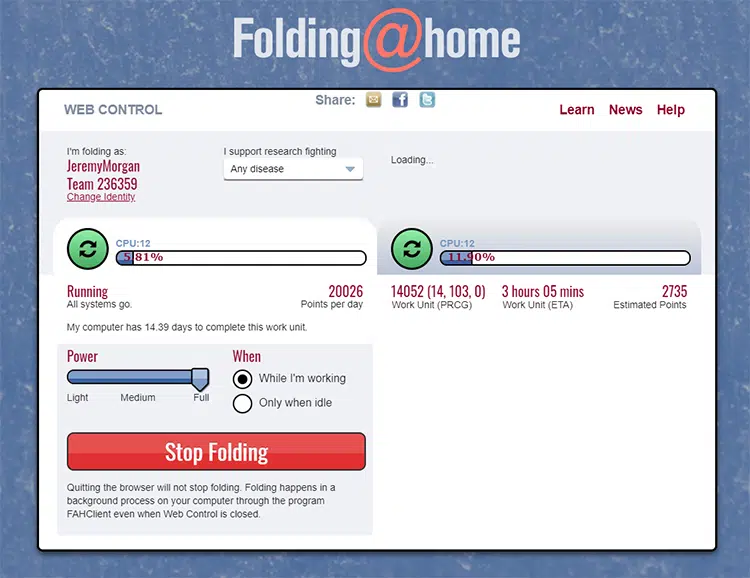 Folding@home
WEB CONTROL
Share:
Learn News Help
I'm folding as:
JeremyMorgan
Team 236359
Change Identity
I support research fighting
Any disease
Loading...
CPU:12
5.81%
CPU:12
11.90%
Running
All systems go.
20026
Points per day
My computer has 14.39 days to complete this work unit.
14052 (14, 103, 0)
Work Unit (PRCG)
3 hours 05 mins
Work Unit (ETA)
2735
Estimated Points
Power
Light Medium Full
When
While I'm working
Only when idle
Stop Folding
Quitting the browser will not stop folding. Folding happens in a
background process on your computer through the program
FAHClient even when Web Control is closed.